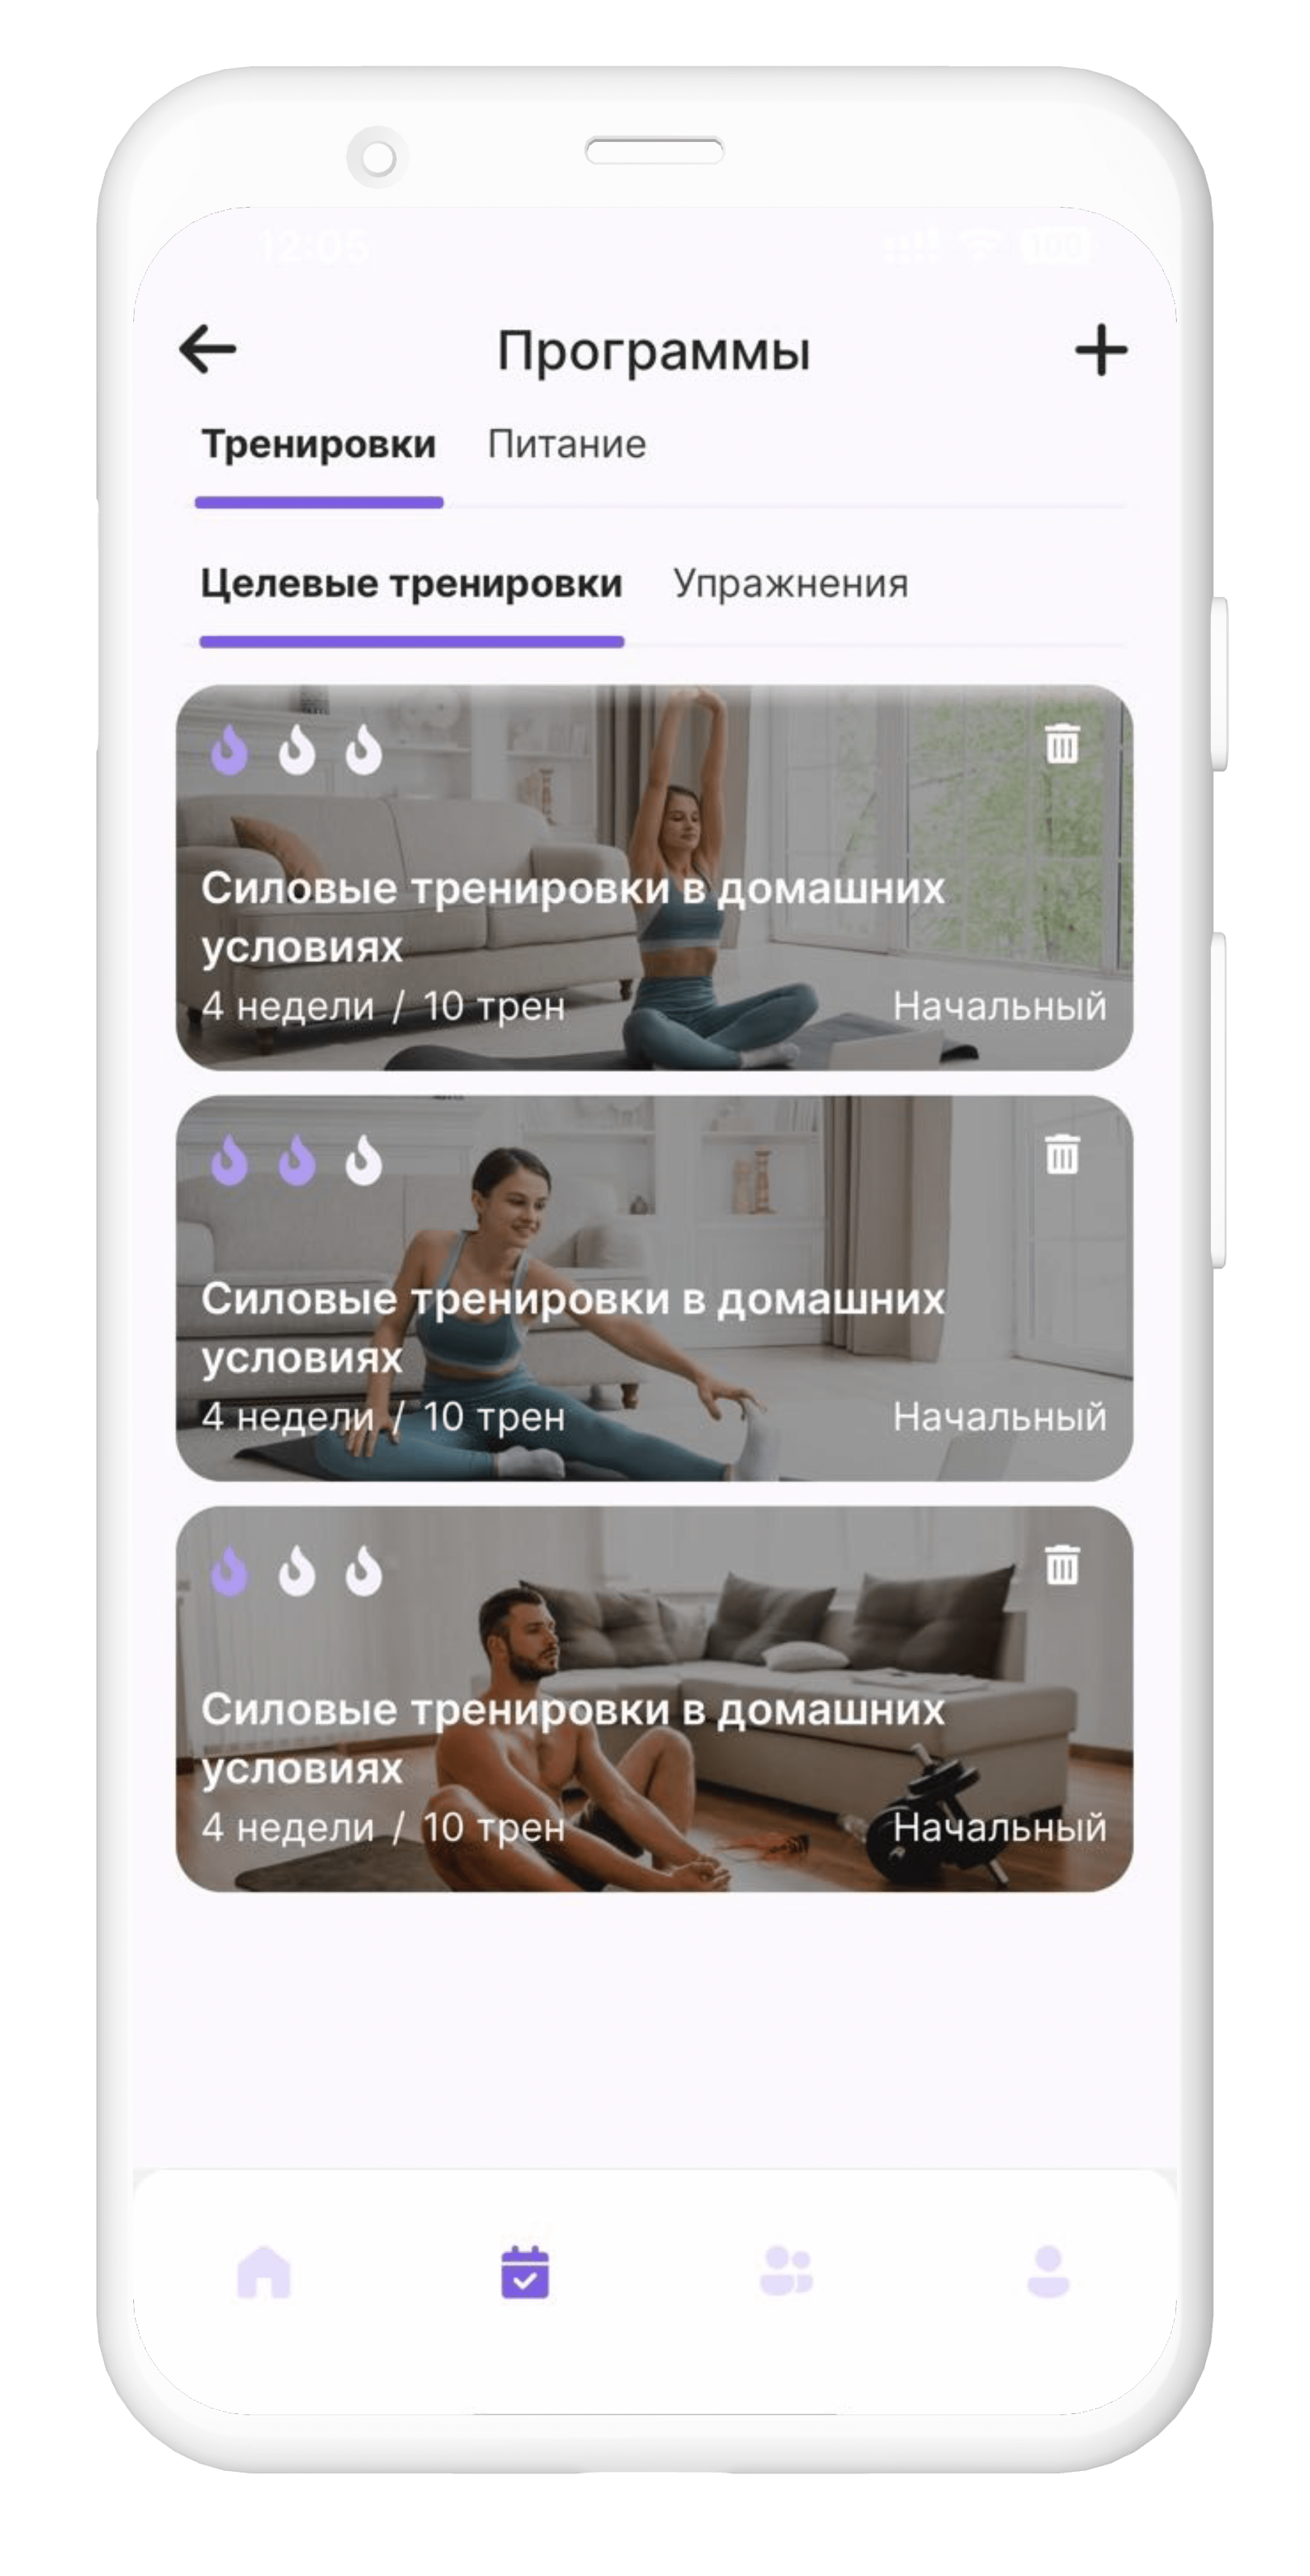 12:05
100
Программы
Тренировки Питание
Целевые тренировки Упражнения
Силовые тренировки в домашних
условиях
4 недели / 10 трен Начальный
Силовые тренировки в домашних
условиях
4 недели / 10 трен Начальный
Силовые тренировки в домашних
условиях
4 недели / 10 трен Начальный